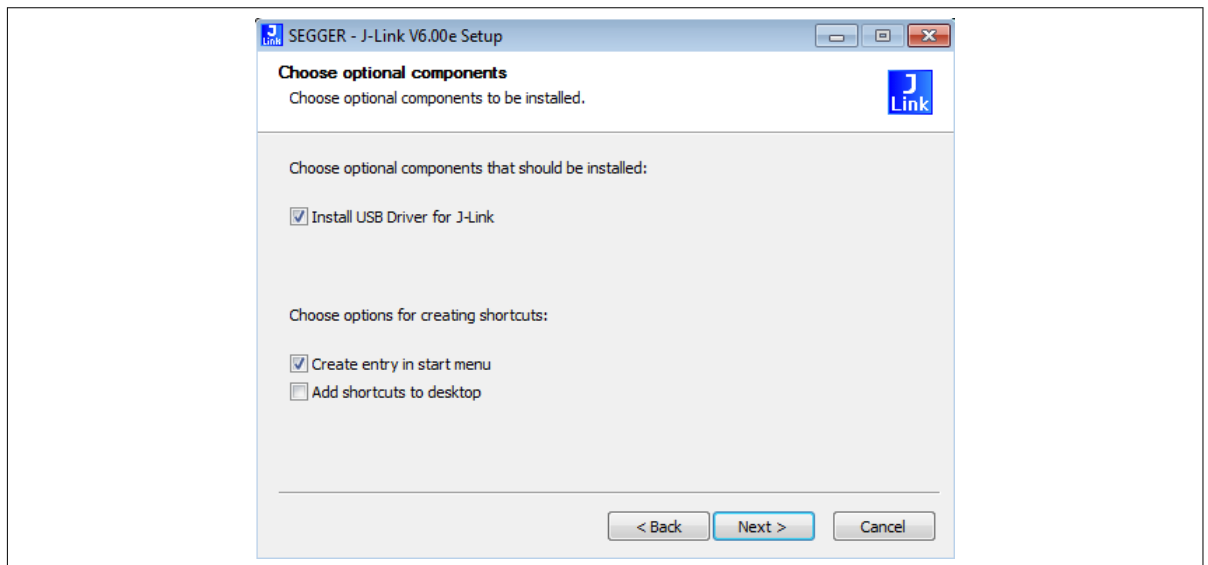 J
Link
SEGGER - J-Link V6.00e Setup
Choose optional components
Choose optional components to be installed.
J
Link
Choose optional components that should be installed:
Install USB Driver for J-Link
Choose options for creating shortcuts:
Create entry in start menu
Add shortcuts to desktop
< Back
Next >
Cancel